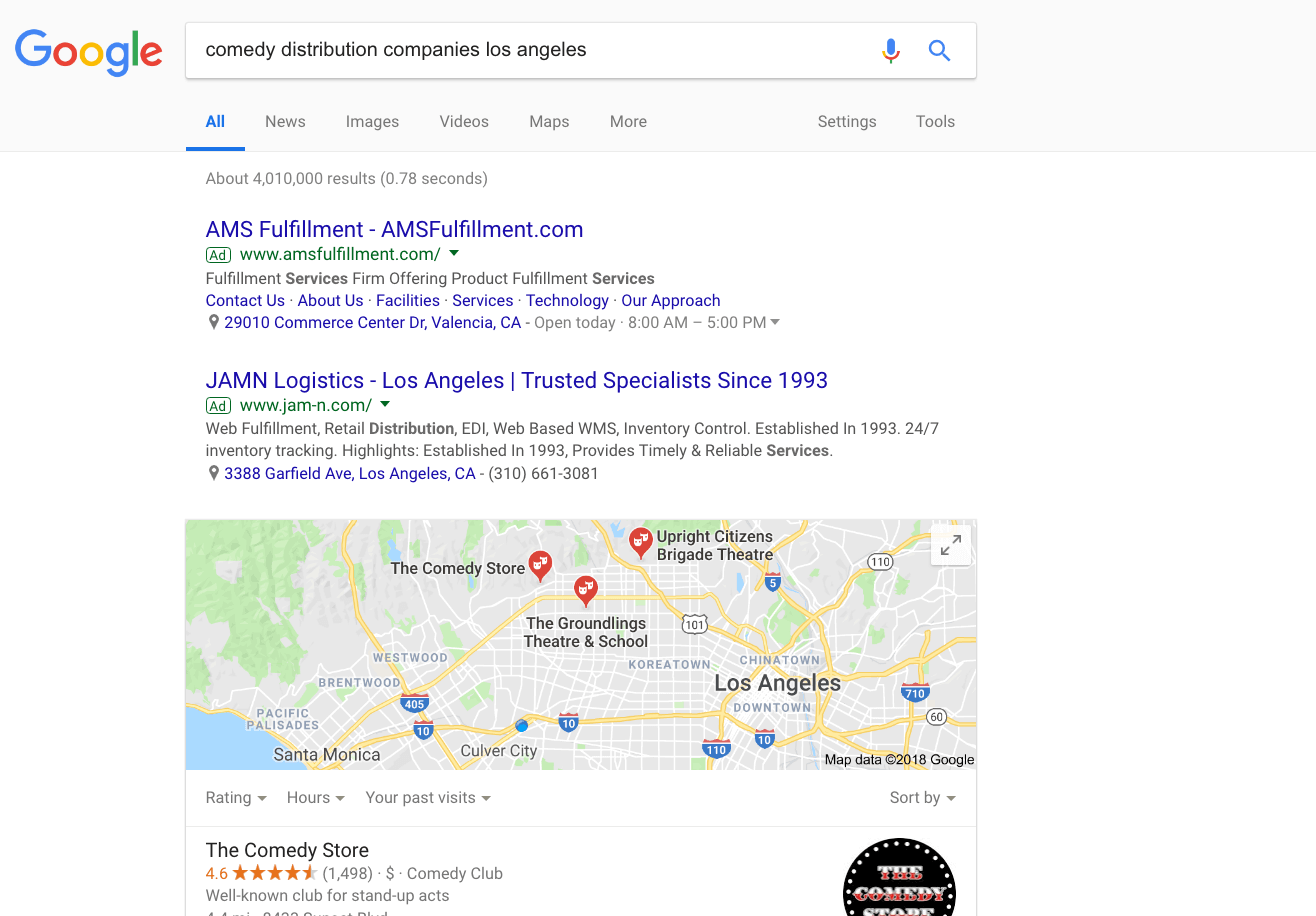 Google
comedy distribution companies los angeles
All News Images Videos Maps More Settings Tools
About 4,010,000 results (0.78 seconds)
AMS Fulfillment - AMSFulfillment.com
Ad www.amsfulfillment.com/
Fulfillment Services Firm Offering Product Fulfillment Services
Contact Us · About Us · Facilities · Services · Technology · Our Approach
29010 Commerce Center Dr, Valencia, CA - Open today · 8:00 AM – 5:00 PM
JAMN Logistics - Los Angeles | Trusted Specialists Since 1993
Ad www.jam-n.com/
Web Fulfillment, Retail Distribution, EDI, Web Based WMS, Inventory Control. Established In 1993. 24/7
inventory tracking. Highlights: Established In 1993, Provides Timely & Reliable Services.
3388 Garfield Ave, Los Angeles, CA - (310) 661-3081
Upright Citizens
Brigade Theatre
110
The Comedy Store
5
The Groundlings
Theatre & School
101
WESTWOOD
KOREATOWN
CHINATOWN
BRENTWOOD
Los Angeles
710
405
DOWNTOWN
PACIFIC
PALISADES
60
10
10
10
110
Santa Monica
Culver City
Map data ©2018 Google
Rating Hours Your past visits Sort by
The Comedy Store
4.6 (1,498) · $ · Comedy Club
Well-known club for stand-up acts
4.4 mi · 8433 Sunset Blvd
THE
COMEDY
STORE